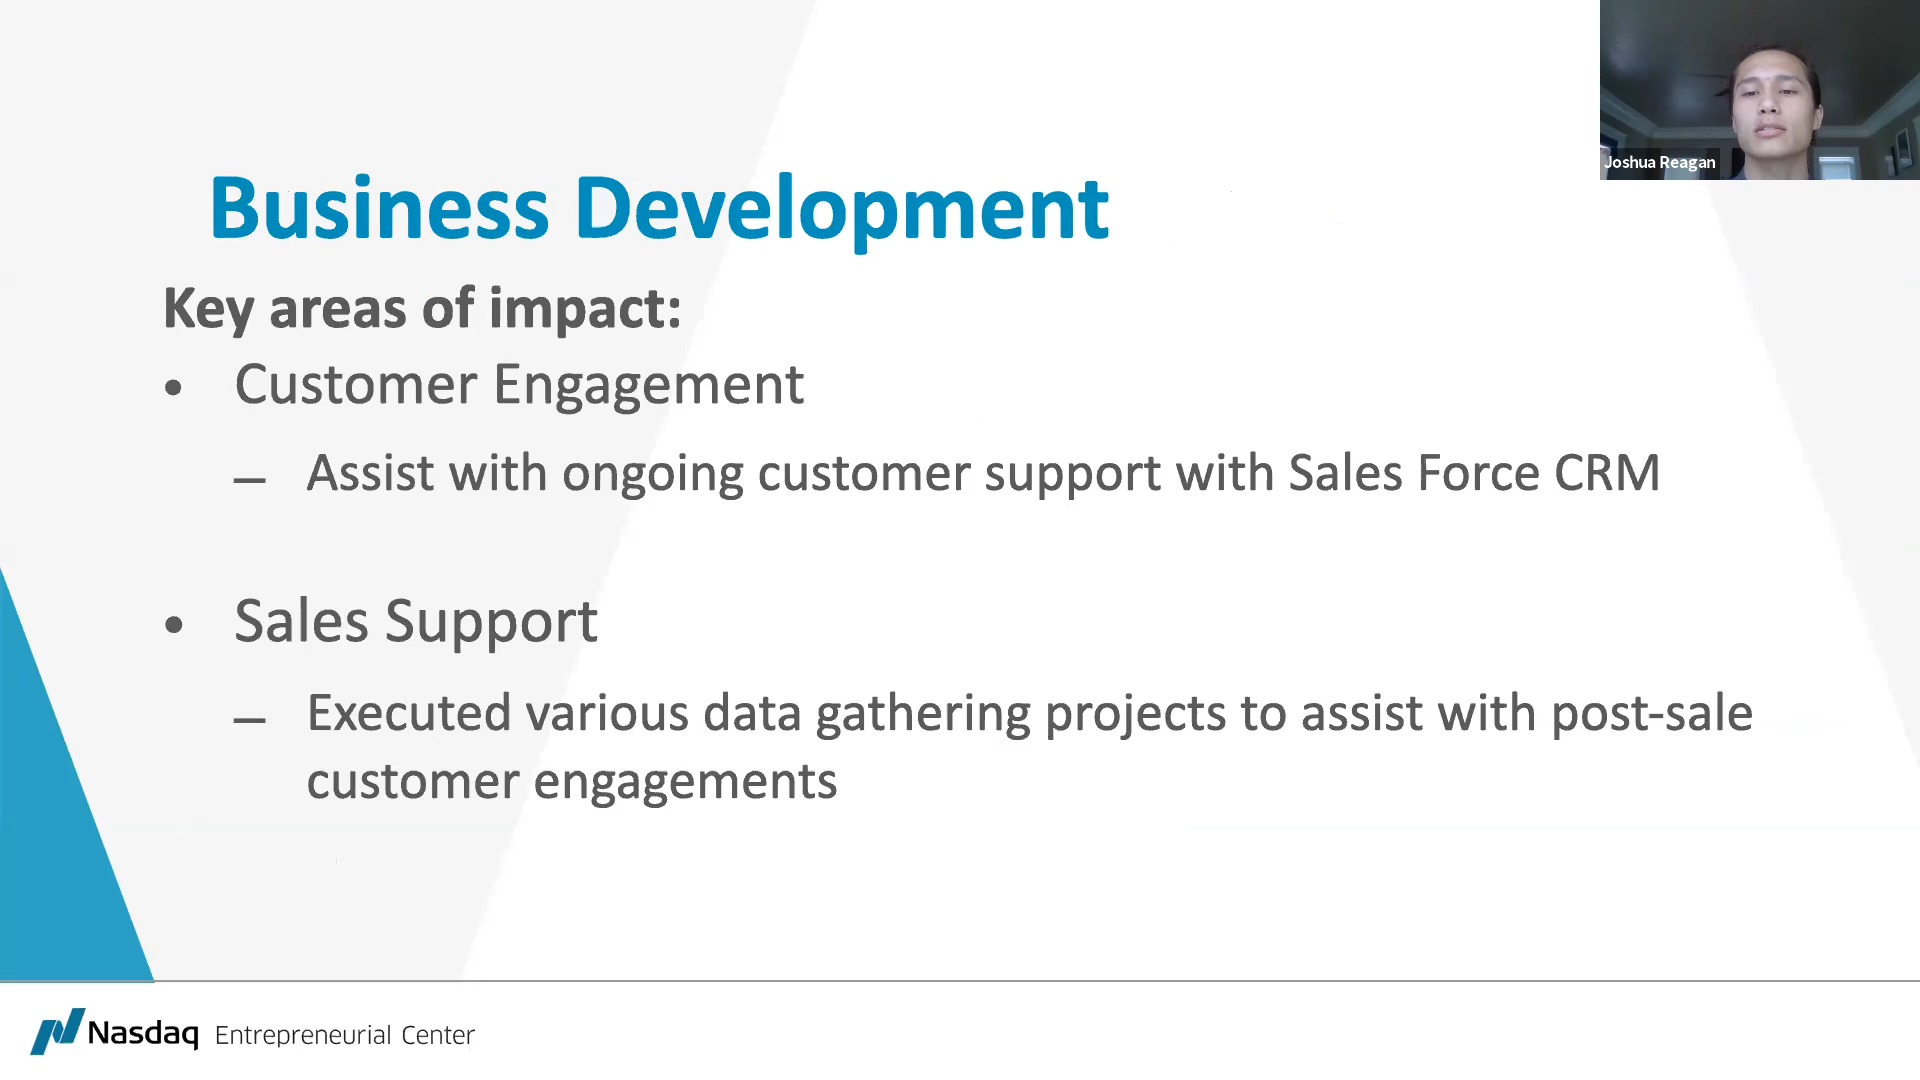 Joshua Reagan
Business Development
Key areas of impact:
• Customer Engagement
– Assist with ongoing customer support with Sales Force CRM
• Sales Support
– Executed various data gathering projects to assist with post-sale
customer engagements
Nasdaq Entrepreneurial Center